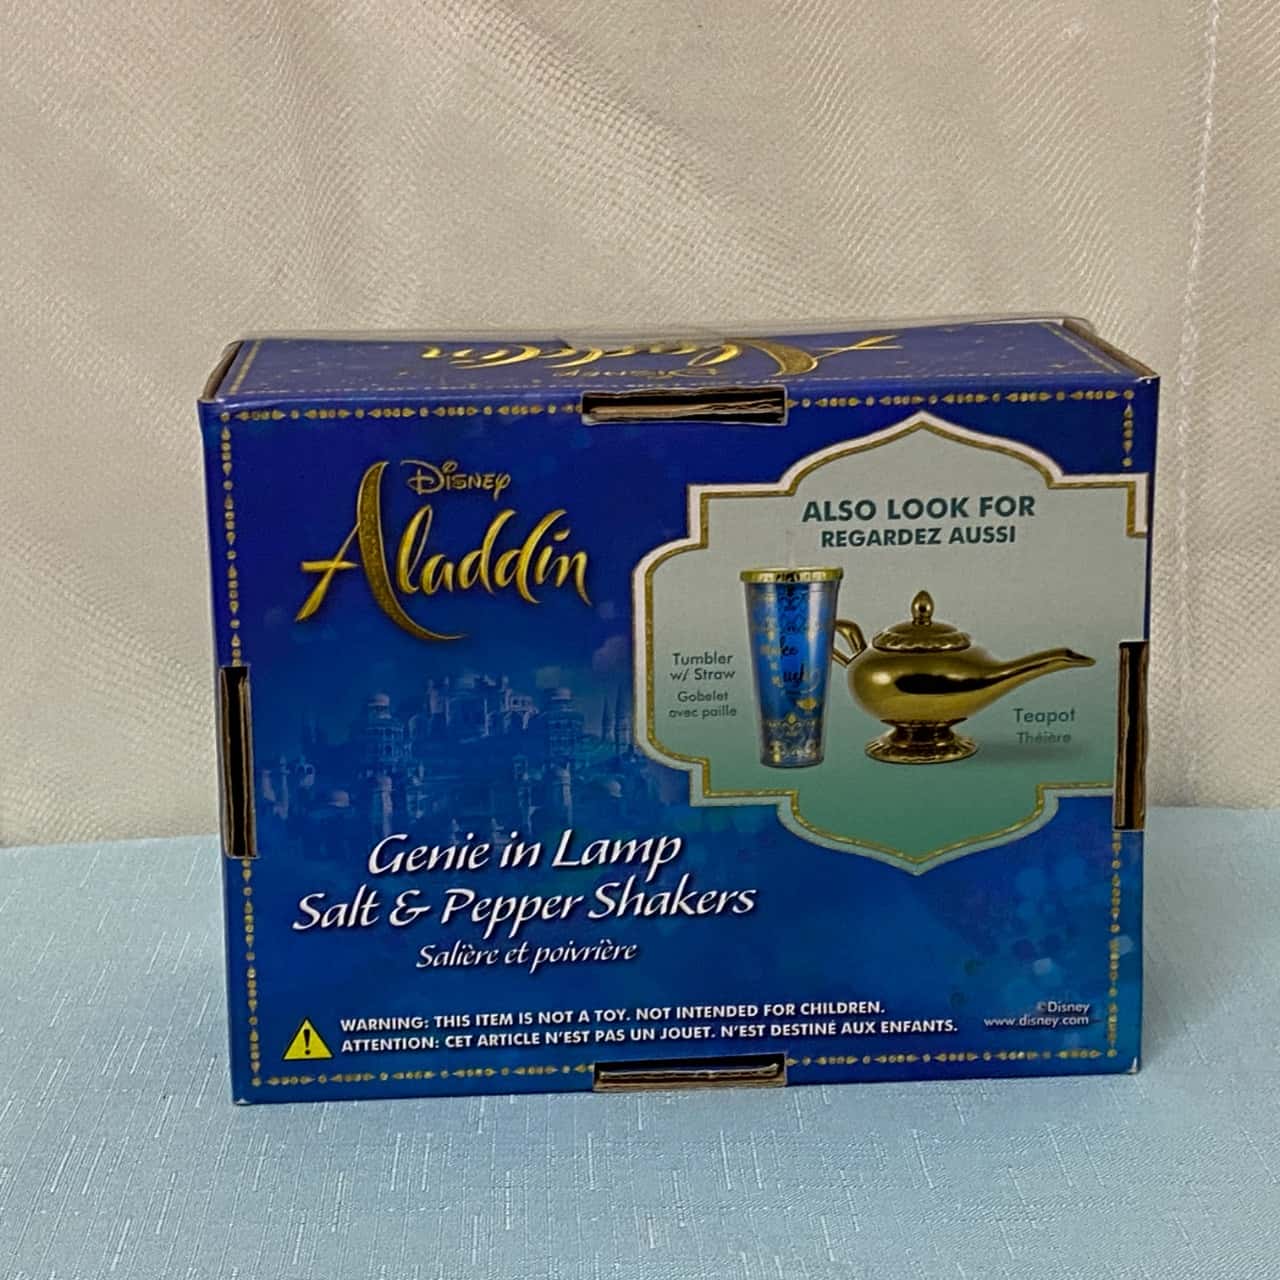 Disney
Aladdin
Disney
Aladdin
ALSO LOOK FOR
REGARDEZ AUSSI
Tumbler
w/ Straw
Gobelet
avec paille
Teapot
Théière
Genie in Lamp
Salt & Pepper Shakers
Salière et poivrière
WARNING: THIS ITEM IS NOT A TOY. NOT INTENDED FOR CHILDREN.
ATTENTION: CET ARTICLE N'EST PAS UN JOUET. N'EST DESTINÉ AUX ENFANTS.
©Disney
www.disney.com